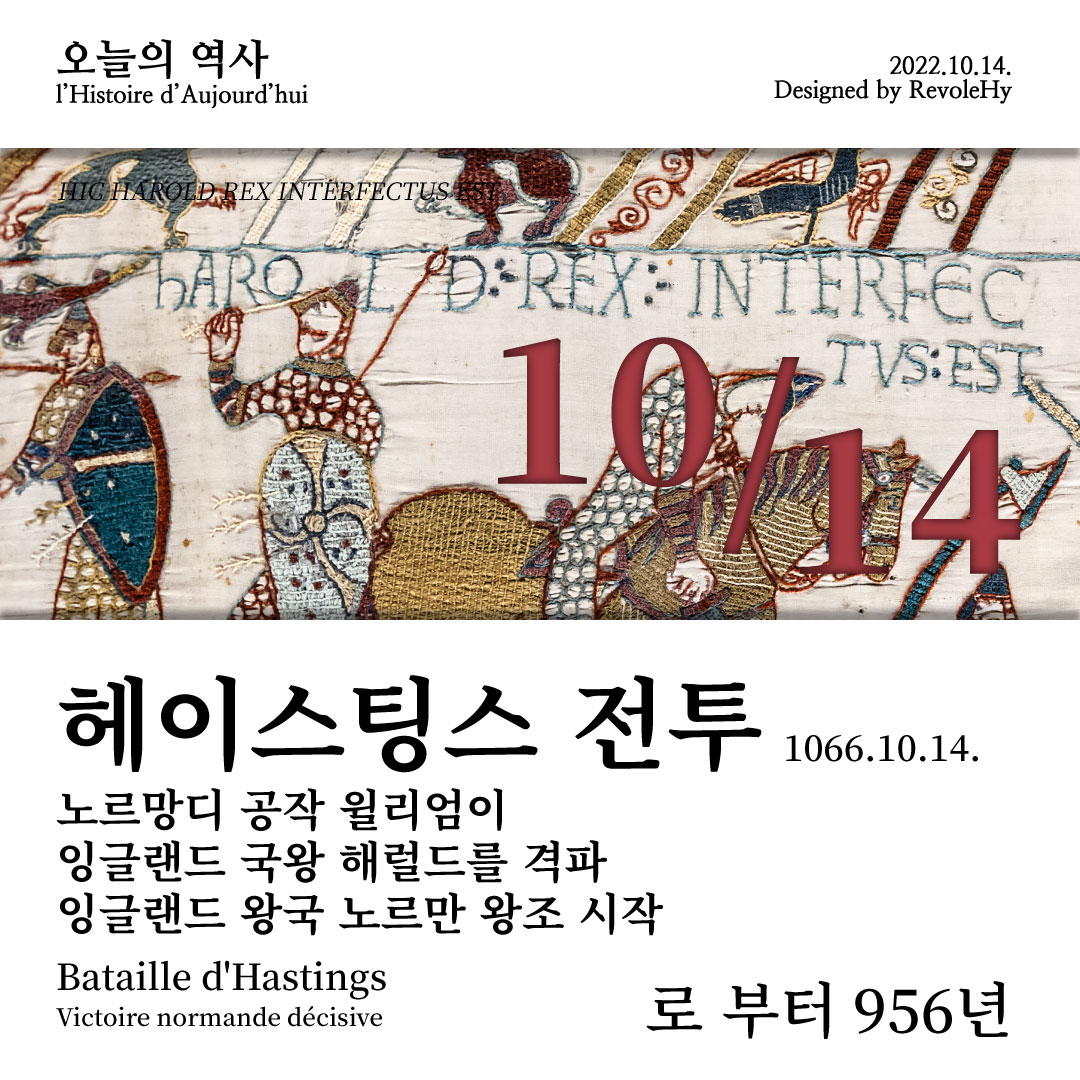 오늘의 역사
l'Histoire d'Aujourd'hui
2022.10.14.
Designed by RevoleHy
HIC HAROLD REX INTERFECTUS EST
hAROLD:REX:INTERFEC
TVS:EST
10/14
헤이스팅스 전투 1066.10.14.
노르망디 공작 윌리엄이
잉글랜드 국왕 해럴드를 격파
잉글랜드 왕국 노르만 왕조 시작
Bataille d'Hastings
Victoire normande décisive
로 부터 956년